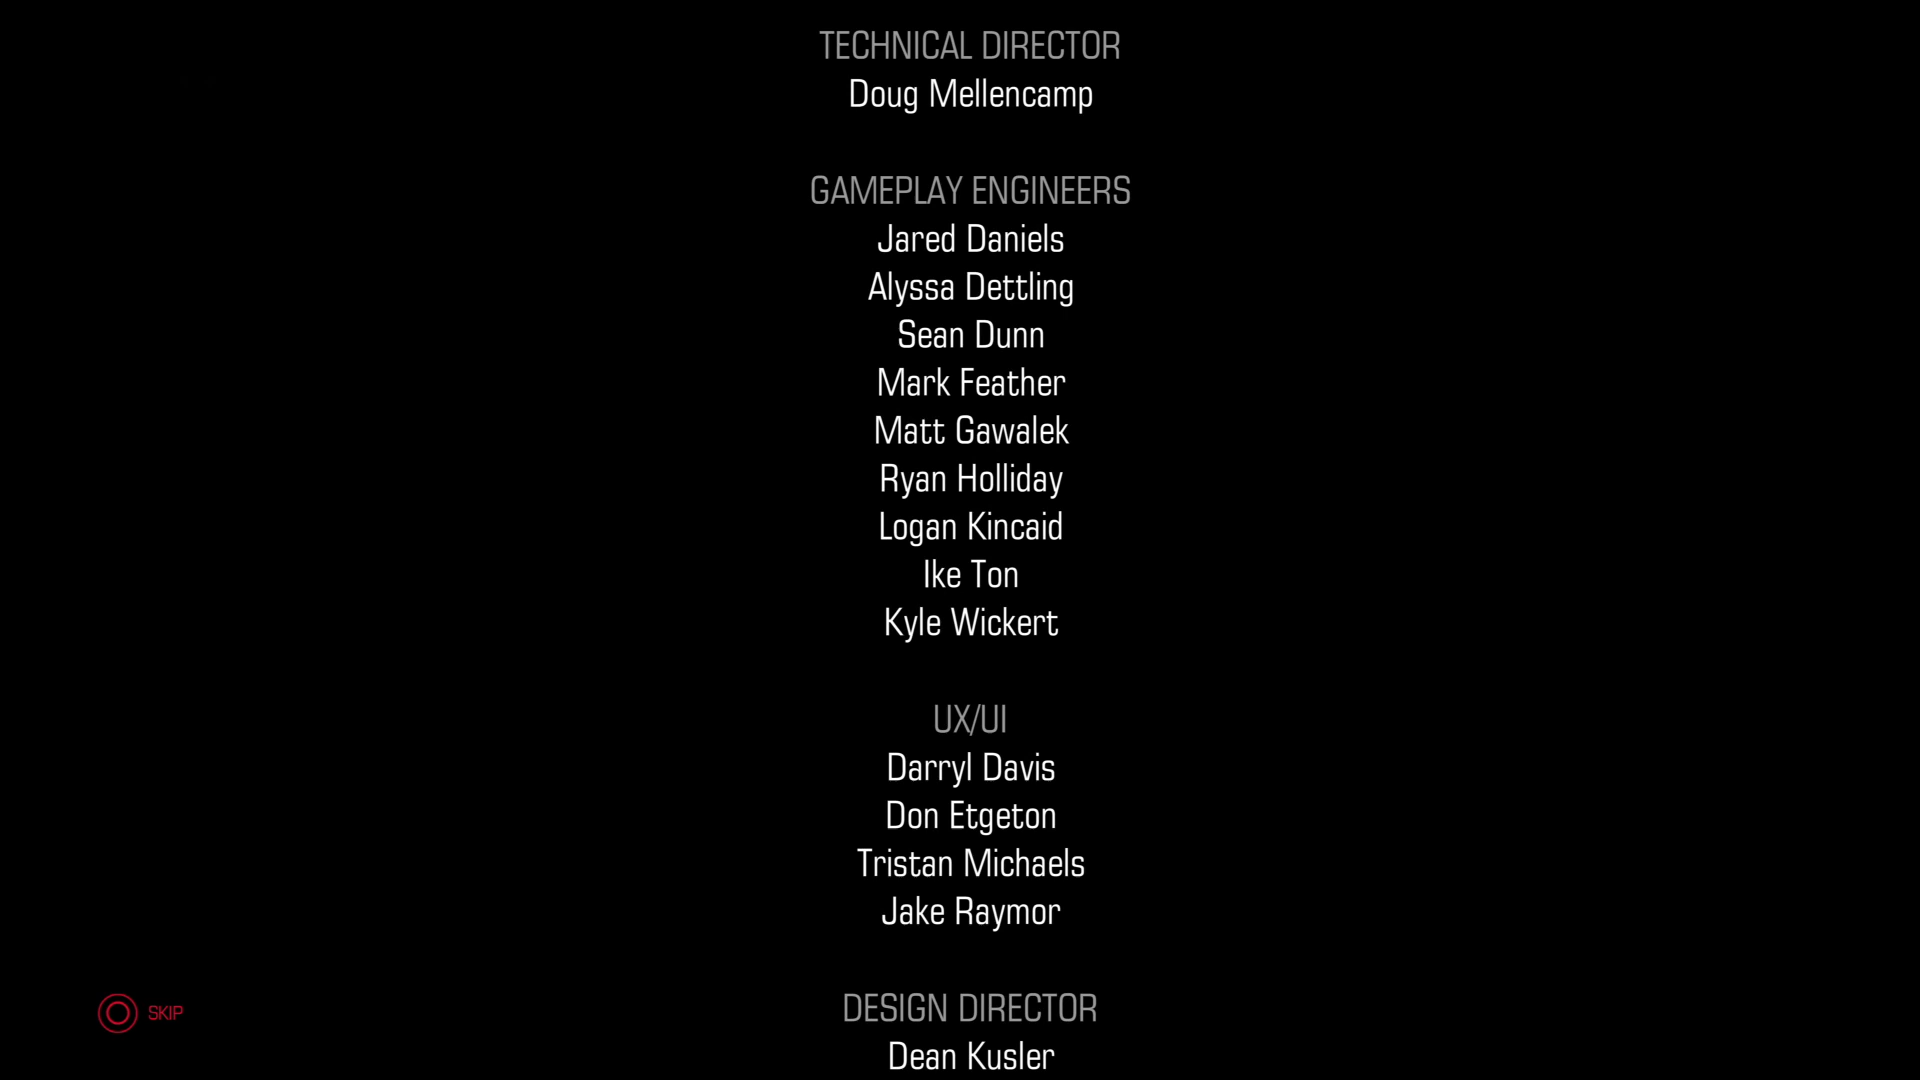 TECHNICAL DIRECTOR
Doug Mellencamp
GAMEPLAY ENGINEERS
Jared Daniels
Alyssa Dettling
Sean Dunn
Mark Feather
Matt Gawalek
Ryan Holliday
Logan Kincaid
Ike Ton
Kyle Wickert
UX/UI
Darryl Davis
Don Etgeton
Tristan Michaels
Jake Raymor
SKIP
DESIGN DIRECTOR
Dean Kusler